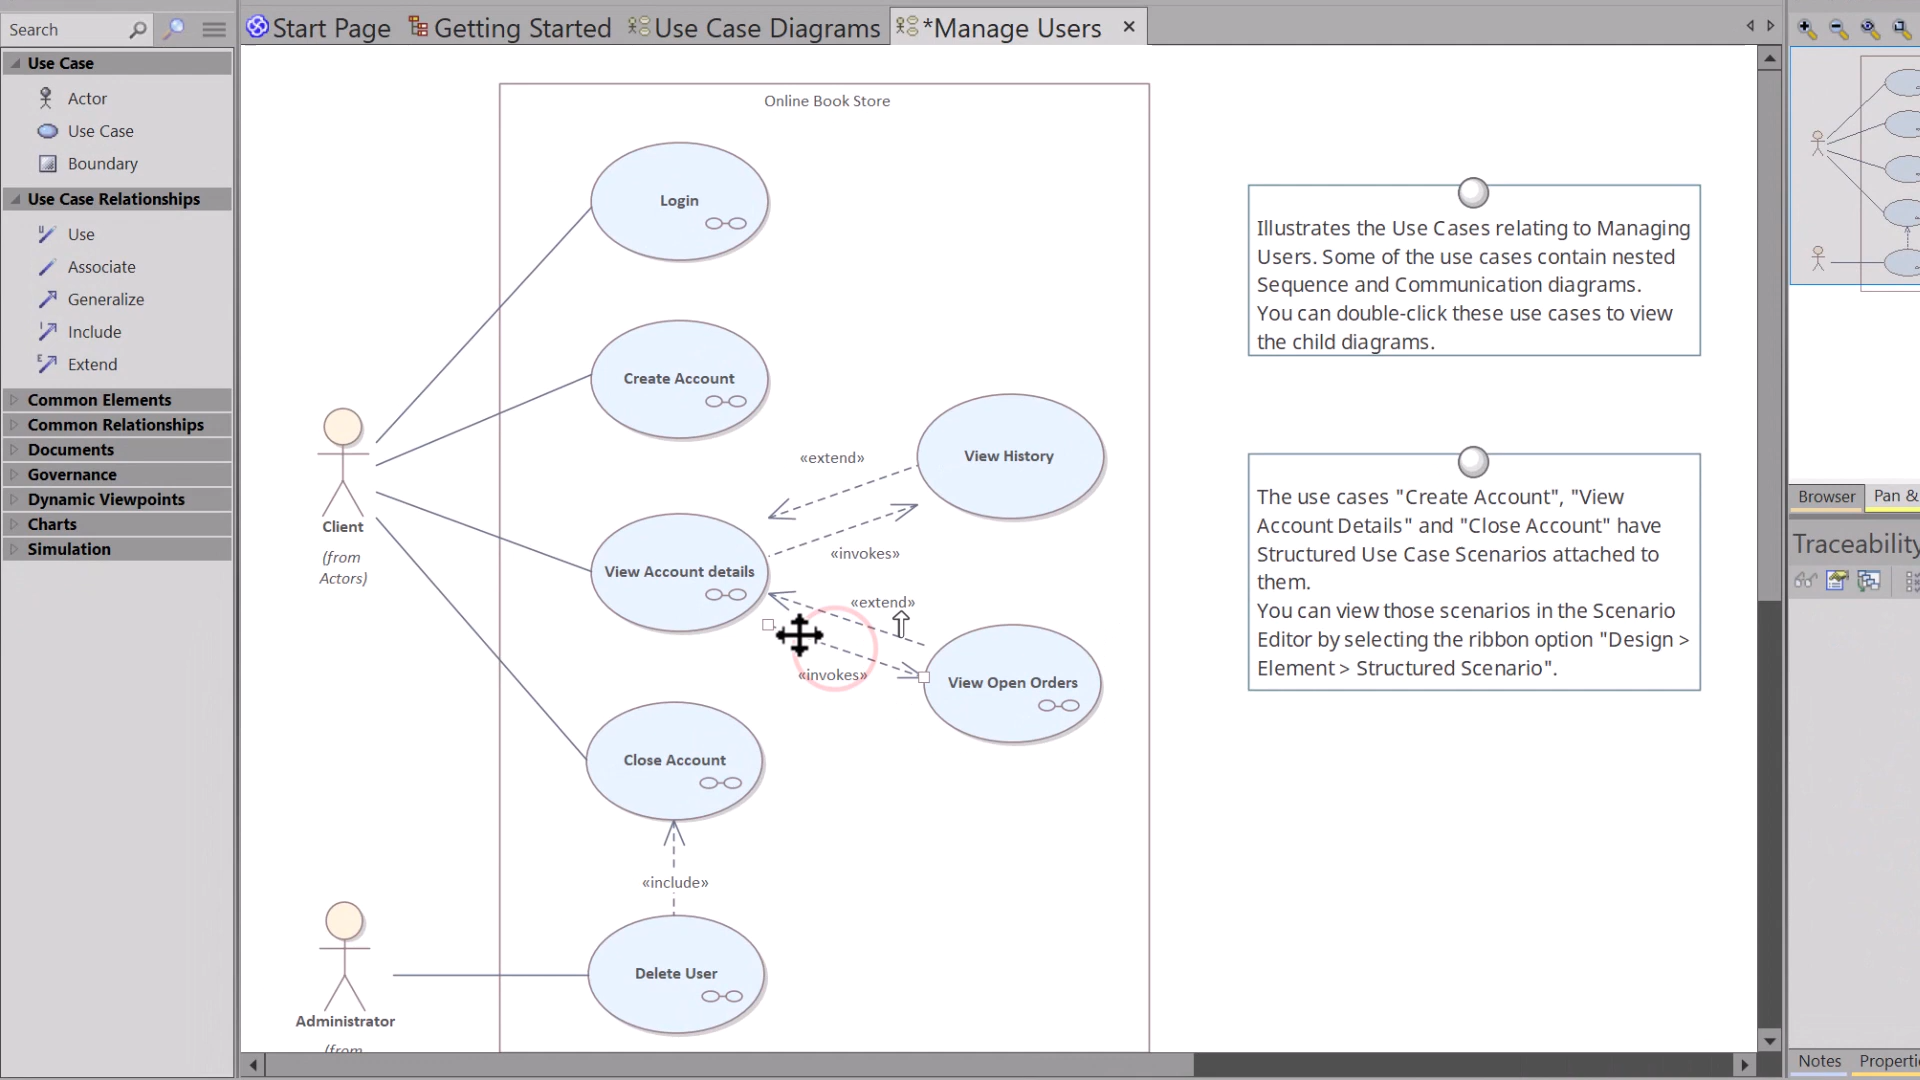 Search
Start Page
Getting Started
Use Case Diagrams
*Manage Users
Use Case
Actor
Use Case
Boundary
Use Case Relationships
Use
Associate
Generalize
Include
Extend
Common Elements
Common Relationships
Documents
Governance
Dynamic Viewpoints
Charts
Simulation
Online Book Store
Login
Create Account
View History
«extend»
«invokes»
View Account details
«extend»
«invokes»
View Open Orders
Client
(from
Actors)
Close Account
«include»
Delete User
Administrator
(from
Illustrates the Use Cases relating to Managing
Users. Some of the use cases contain nested
Sequence and Communication diagrams.
You can double-click these use cases to view
the child diagrams.
The use cases "Create Account", "View
Account Details" and "Close Account" have
Structured Use Case Scenarios attached to
them.
You can view those scenarios in the Scenario
Editor by selecting the ribbon option "Design >
Element > Structured Scenario".
Browser
Pan &
Traceability
Notes
Properti